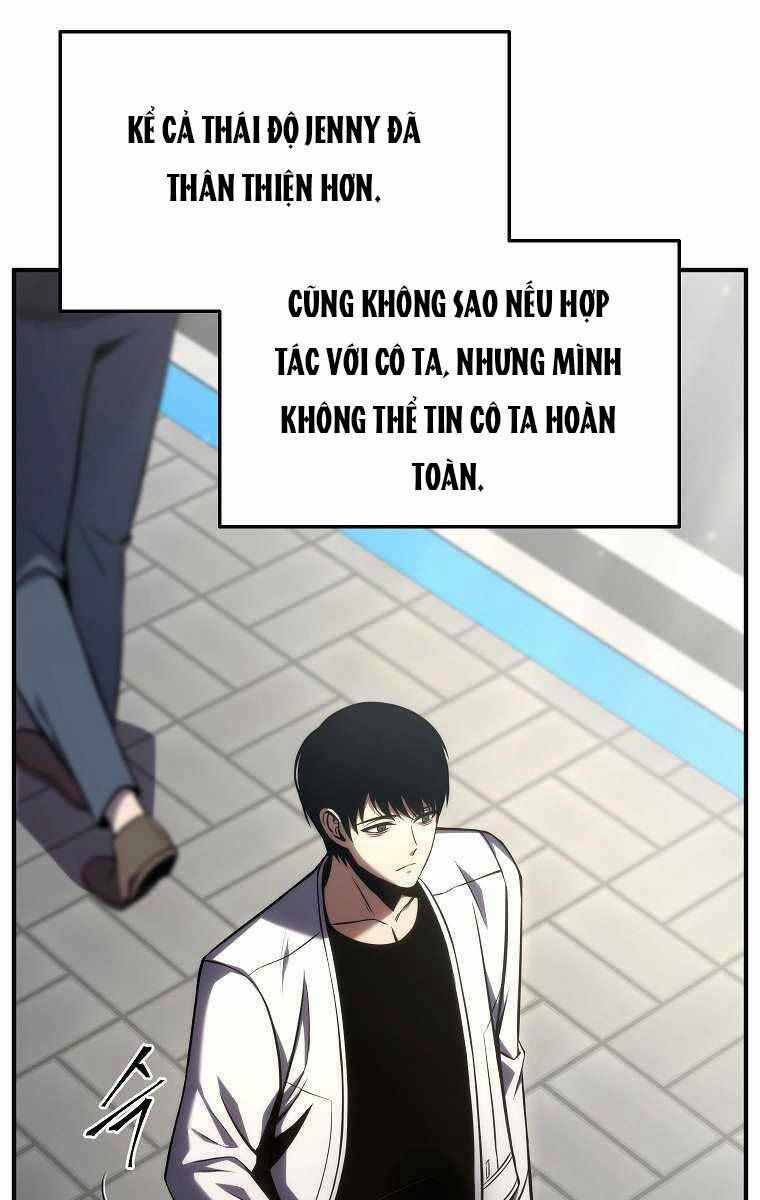 KỂ CẢ THÁI ĐỘ JENNY ĐÃ
THÂN THIỆN HƠN.
CŨNG KHÔNG SAO NẾU HỢP
TÁC VỚI CÔ TA, NHƯNG MÌNH
KHÔNG THỂ TIN CÔ TA HOÀN
TOÀN.